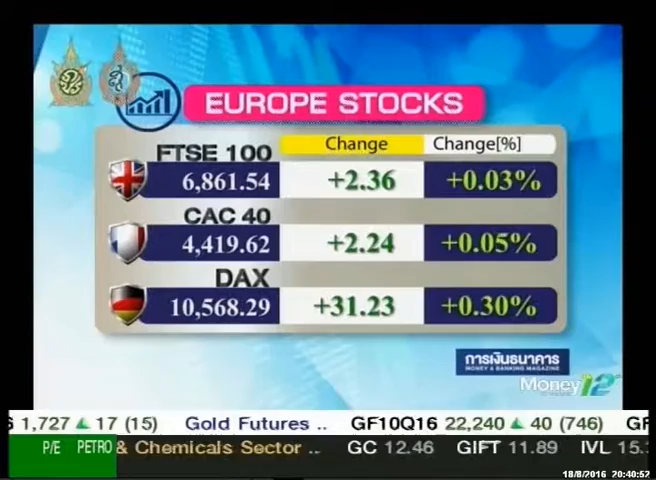 EUROPE STOCKS
Change Change[%]
FTSE 100
6,861.54 +2.36 +0.03%
CAC 40
4,419.62 +2.24 +0.05%
DAX
10,568.29 +31.23 +0.30%
การเงินธนาคาร
MONEY & BANKING MAGAZINE
Money 12
1,727 ▲ 17 (15) Gold Futures .. GF10Q16 22,240 ▲ 40 (746) GF
P/E PETRO & Chemicals Sector .. GC 12.46 GIFT 11.89 IVL 15.
18/8/2016 20:40:52